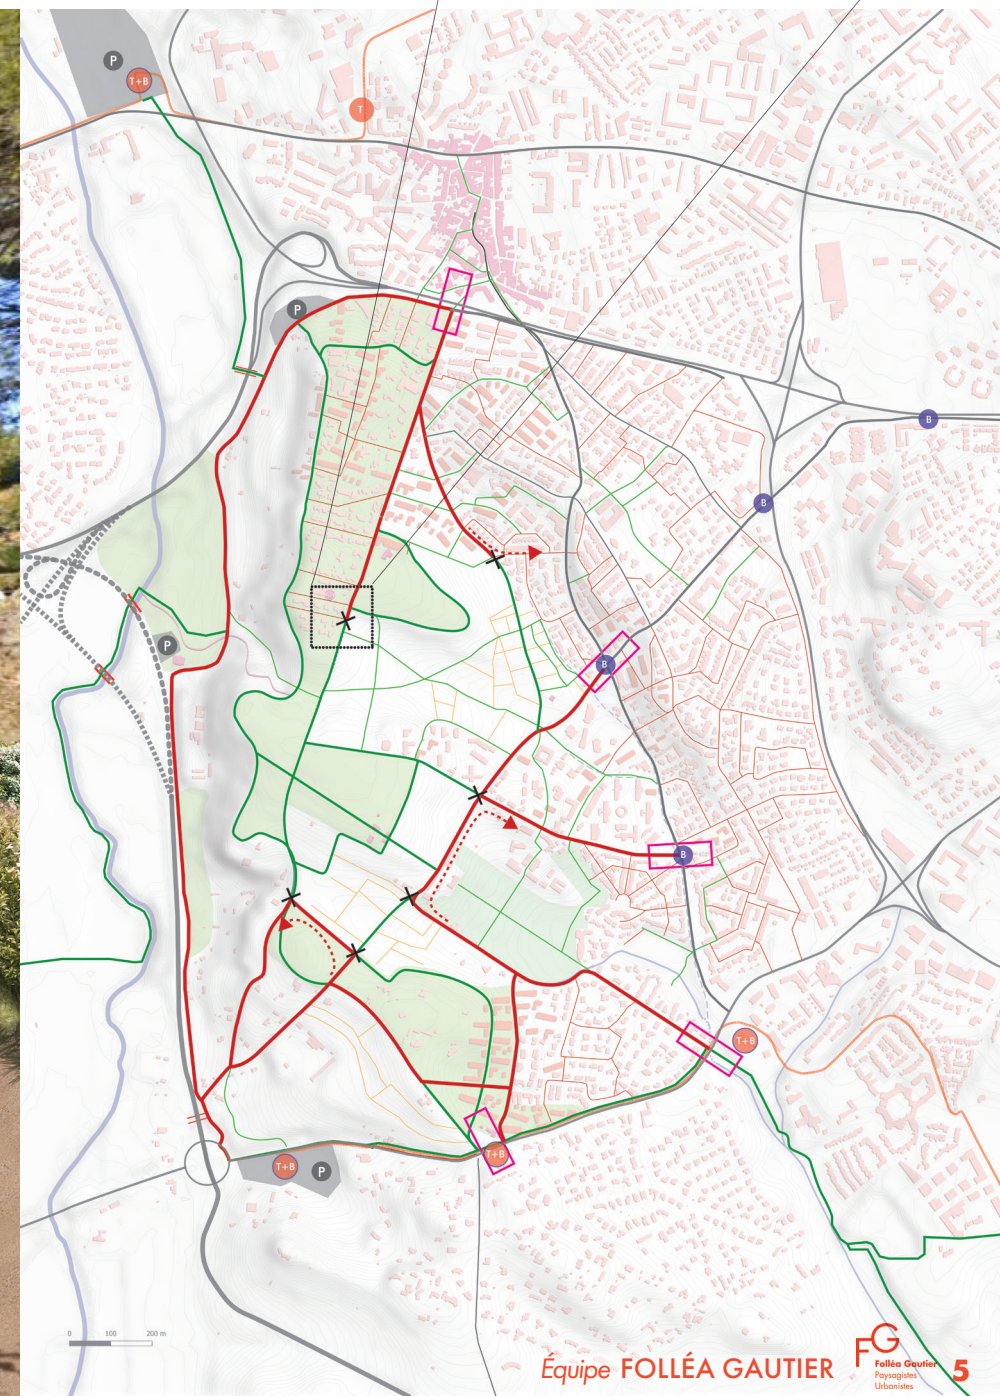 P
T+B
T
P
B
B
P
B
B
T+B
T+B
T+B
P
0 100 200 m
Équipe FOLLÉA GAUTIER
FG
Folléa Gautier
Paysagistes
Urbanistes
5